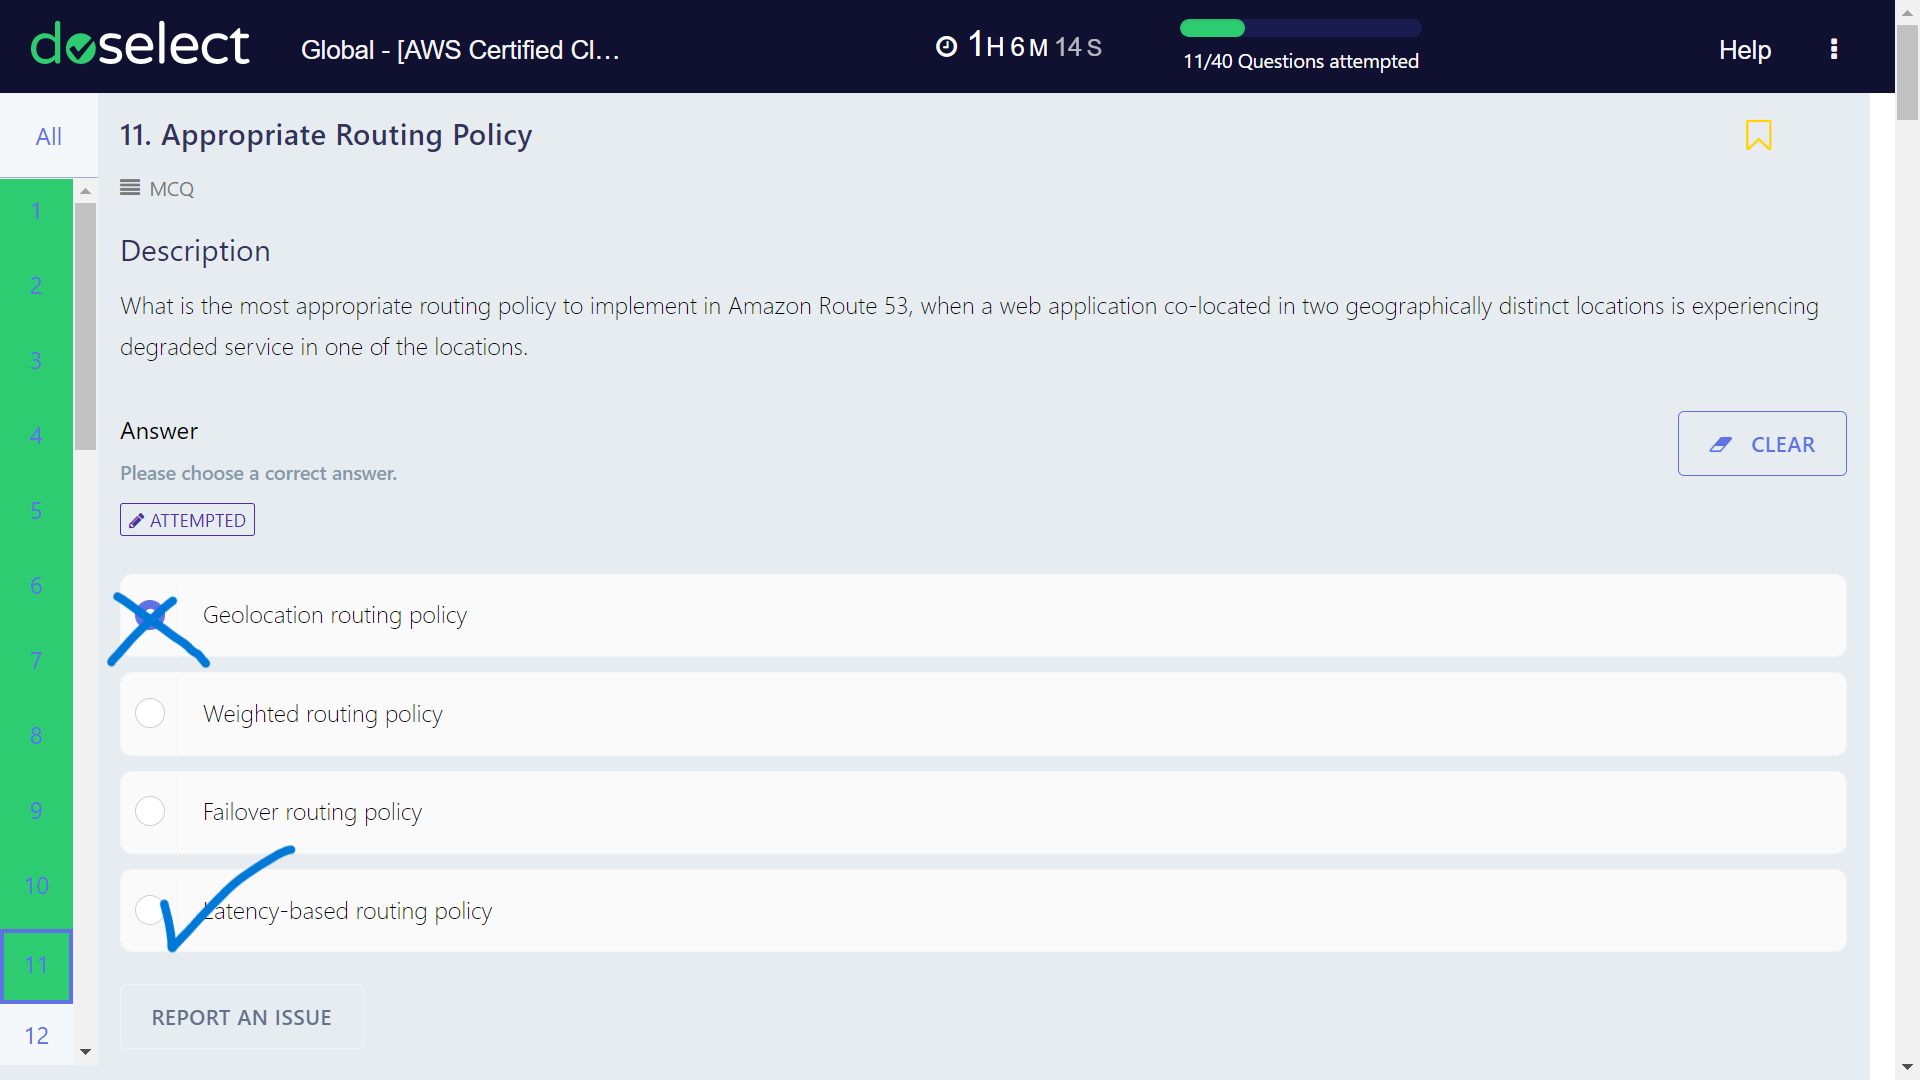 doselect
Global - [AWS Certified Cl...
1H 6M 14S
11/40 Questions attempted
Help
All
1
2
3
4
5
6
7
8
9
10
11
12
11. Appropriate Routing Policy
MCQ
Description
What is the most appropriate routing policy to implement in Amazon Route 53, when a web application co-located in two geographically distinct locations is experiencing
degraded service in one of the locations.
Answer
Please choose a correct answer.
CLEAR
ATTEMPTED
Geolocation routing policy
Weighted routing policy
Failover routing policy
Latency-based routing policy
REPORT AN ISSUE